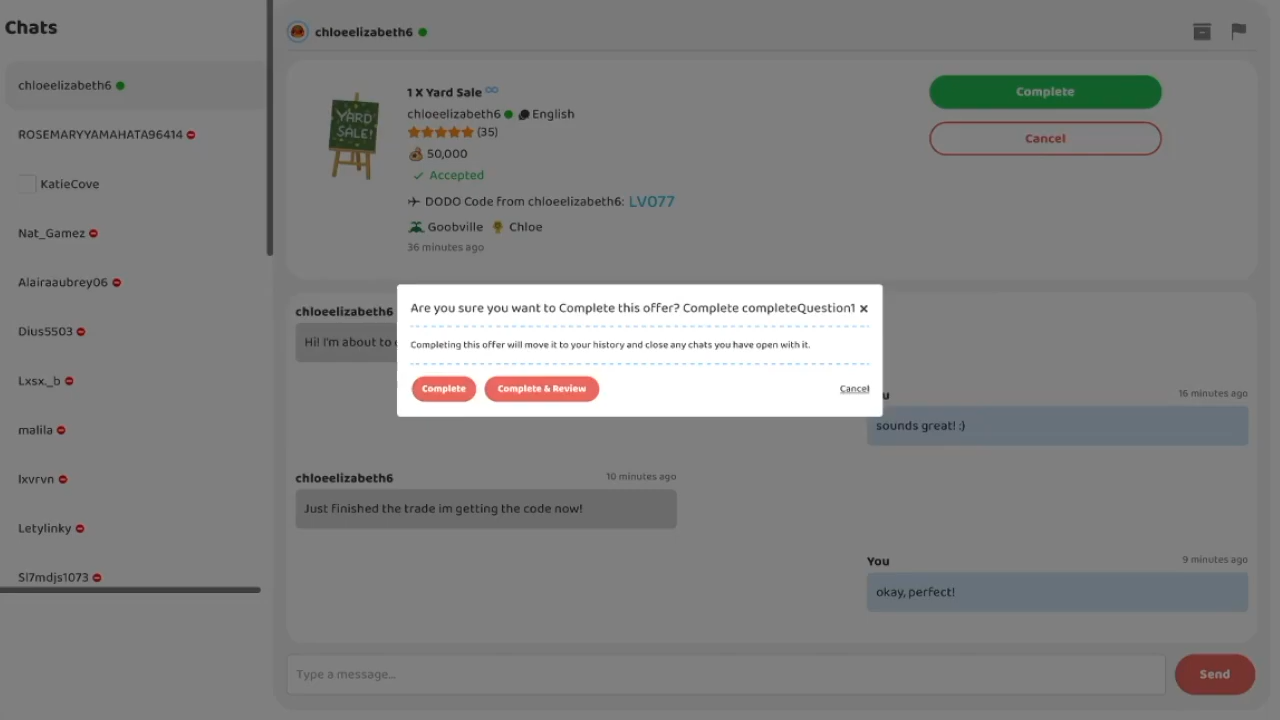 Chats
chloeelizabeth6
ROSEMARYYAMAHATA96414
KatieCove
Nat_Gamez
Alairaaubrey06
Dius5503
Lxsx._b
malila
lxvrvn
Letylinky
Sl7mdjs1073
chloeelizabeth6
YARD
SALE!
1 X Yard Sale
chloeelizabeth6 English
(35)
50,000
Accepted
DODO Code from chloeelizabeth6: LV077
Goobville Chloe
36 minutes ago
Complete
Cancel
chloeelizabeth6
Hi! I'm about to
Are you sure you want to Complete this offer? Complete completeQuestion1
Completing this offer will move it to your history and close any chats you have open with it.
Complete
Complete & Review
Cancel
16 minutes ago
sounds great! :)
chloeelizabeth6 10 minutes ago
Just finished the trade im getting the code now!
You 9 minutes ago
okay, perfect!
Type a message...
Send